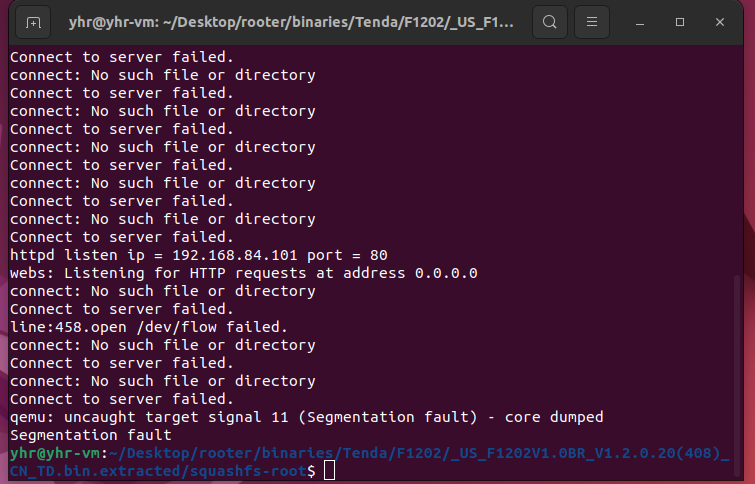 yhr@yhr-vm: ~/Desktop/rooter/binaries/Tenda/F1202/_US_F1...
Connect to server failed.
connect: No such file or directory
Connect to server failed.
connect: No such file or directory
Connect to server failed.
connect: No such file or directory
Connect to server failed.
connect: No such file or directory
Connect to server failed.
connect: No such file or directory
Connect to server failed.
httpd listen ip = 192.168.84.101 port = 80
webs: Listening for HTTP requests at address 0.0.0.0
connect: No such file or directory
Connect to server failed.
line:458.open /dev/flow failed.
connect: No such file or directory
Connect to server failed.
connect: No such file or directory
Connect to server failed.
qemu: uncaught target signal 11 (Segmentation fault) - core dumped
Segmentation fault
yhr@yhr-vm:~/Desktop/rooter/binaries/Tenda/F1202/_US_F1202V1.0BR_V1.2.0.20(408)_
CN_TD.bin.extracted/squashfs-root$